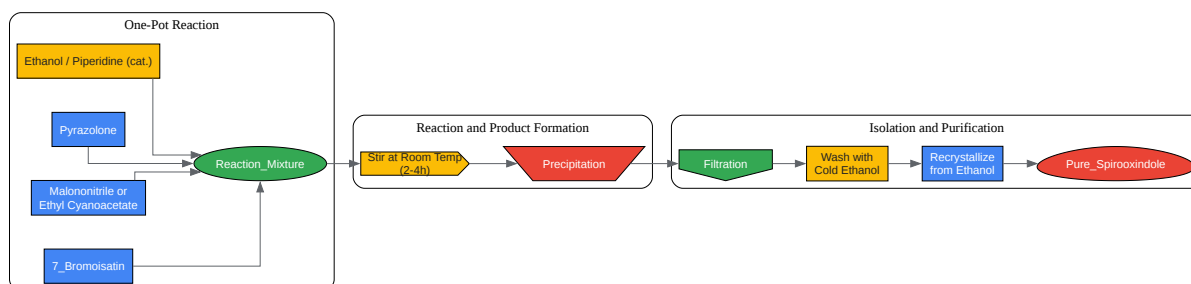 One-Pot Reaction
Ethanol / Piperidine (cat.)
Pyrazolone
Malononitrile or
Ethyl Cyanoacetate
7_Bromoisatin
Reaction_Mixture
Reaction and Product Formation
Stir at Room Temp
(2-4h)
Precipitation
Isolation and Purification
Filtration
Wash with
Cold Ethanol
Recrystallize
from Ethanol
Pure_Spirooxindole